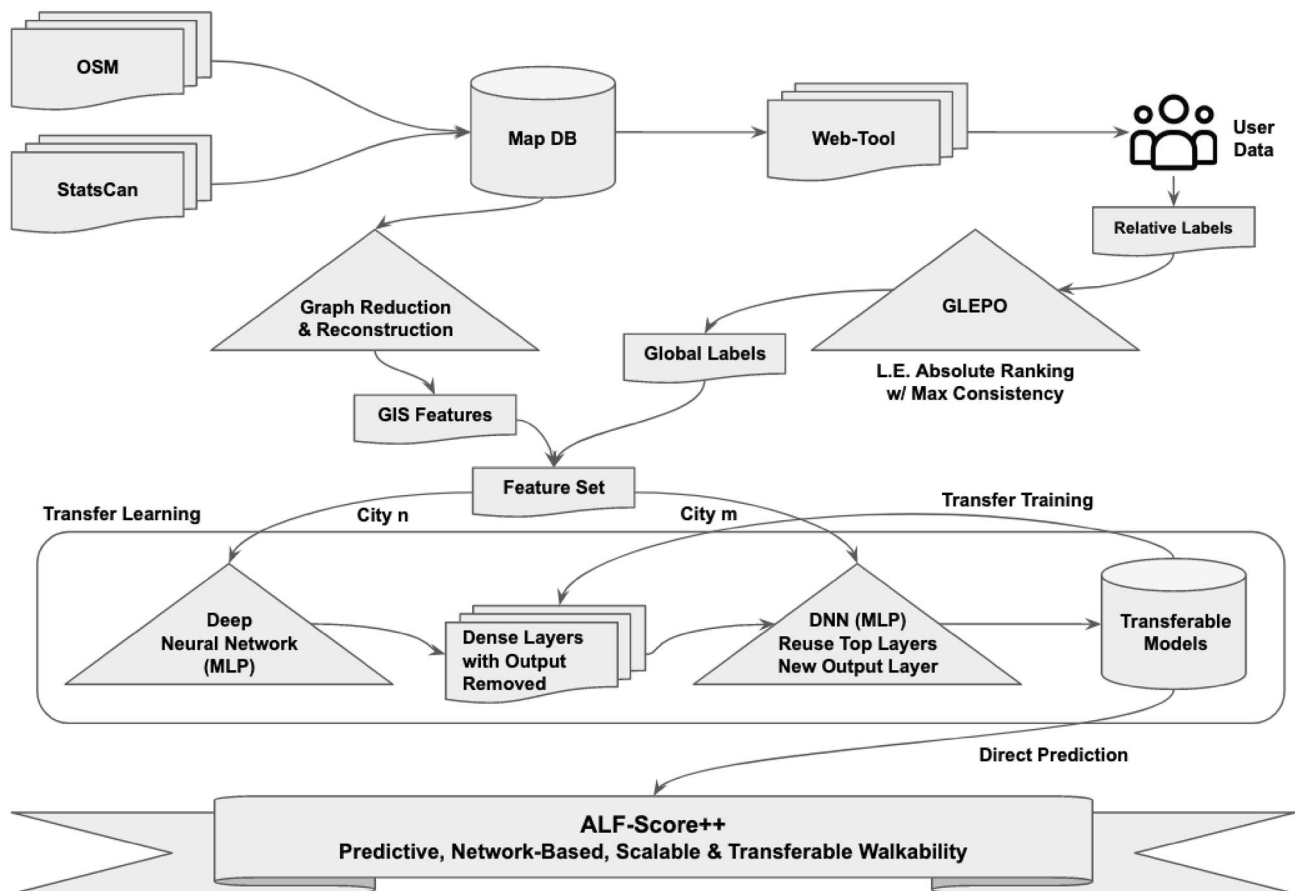 OSM
StatsCan
Map DB
Web-Tool
User
Data
Relative Labels
Graph Reduction
& Reconstruction
GLEPO
Global Labels
L.E. Absolute Ranking
w/ Max Consistency
GIS Features
Feature Set
Transfer Learning
City n
City m
Transfer Training
Deep
Neural Network
(MLP)
Dense Layers
with Output
Removed
DNN (MLP)
Reuse Top Layers
New Output Layer
Transferable
Models
Direct Prediction
ALF-Score++
Predictive, Network-Based, Scalable & Transferable Walkability